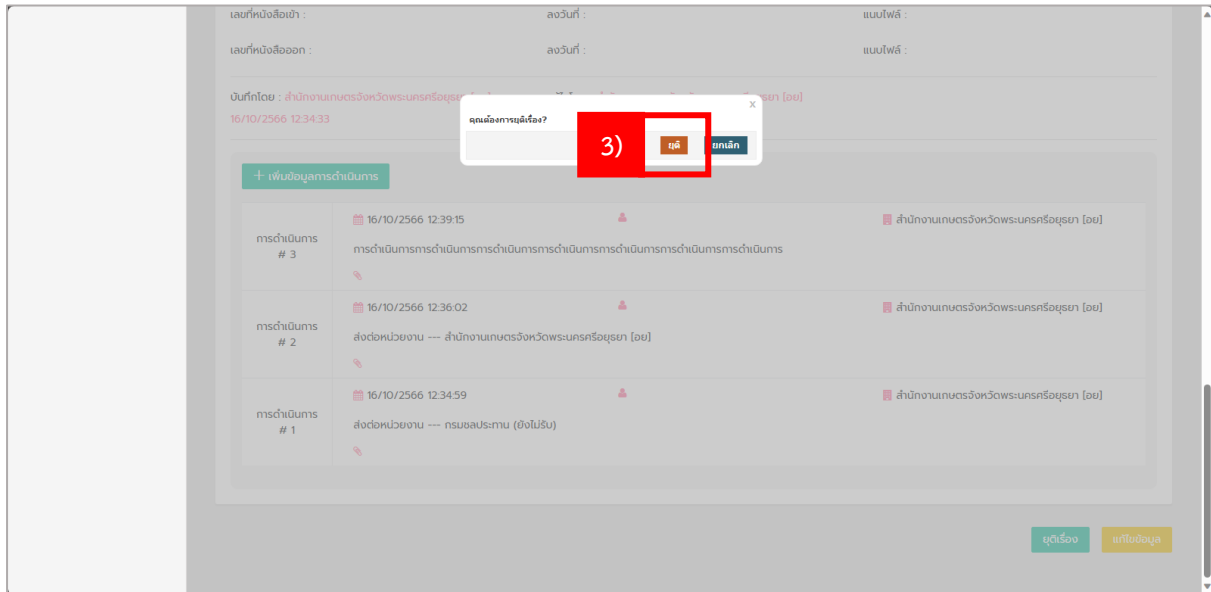 เลขที่หนังสือเข้า : ลงวันที่ : แนบไฟล์ :
เลขที่หนังสือออก : ลงวันที่ : แนบไฟล์ :
บันทึกโดย : สำนักงานเกษตรจังหวัดพระนครศรีอยุธยา [อย]
16/10/2566 12:34:33
x
คุณต้องการยุติเรื่อง?
3)
ยุติ ยกเลิก
+ เพิ่มข้อมูลการดำเนินการ
16/10/2566 12:39:15 สำนักงานเกษตรจังหวัดพระนครศรีอยุธยา [อย]
การดำเนินการ
# 3
การดำเนินการการดำเนินการการดำเนินการการดำเนินการการดำเนินการการดำเนินการการดำเนินการ
16/10/2566 12:36:02 สำนักงานเกษตรจังหวัดพระนครศรีอยุธยา [อย]
การดำเนินการ
# 2
ส่งต่อหน่วยงาน --- สำนักงานเกษตรจังหวัดพระนครศรีอยุธยา [อย]
16/10/2566 12:34:59 สำนักงานเกษตรจังหวัดพระนครศรีอยุธยา [อย]
การดำเนินการ
# 1
ส่งต่อหน่วยงาน --- กรมชลประทาน (ยังไม่รับ)
ยุติเรื่อง แก้ไขข้อมูล